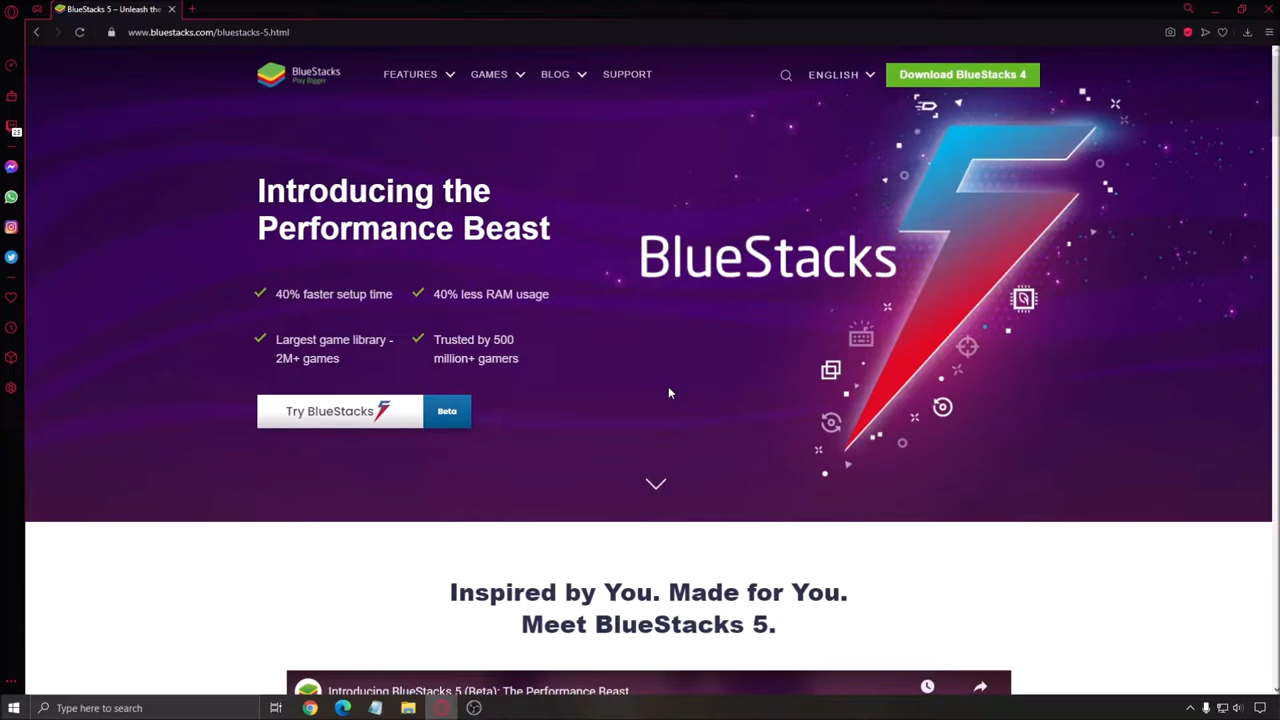 BlueStacks – Unleash the
www.bluestacks.com/bluestacks-5.html
BlueStacks
Play Bigger
FEATURES
GAMES
BLOG
SUPPORT
ENGLISH
Download BlueStacks 4
Introducing the
Performance Beast
BlueStacks
40% faster setup time
40% less RAM usage
Largest game library -
2M+ games
Trusted by 500
million+ gamers
Try BlueStacks 5
Beta
25
Inspired by You. Made for You.
Meet BlueStacks 5.
Introducing BlueStacks 5 (Beta): The Performance Beast
Type here to search